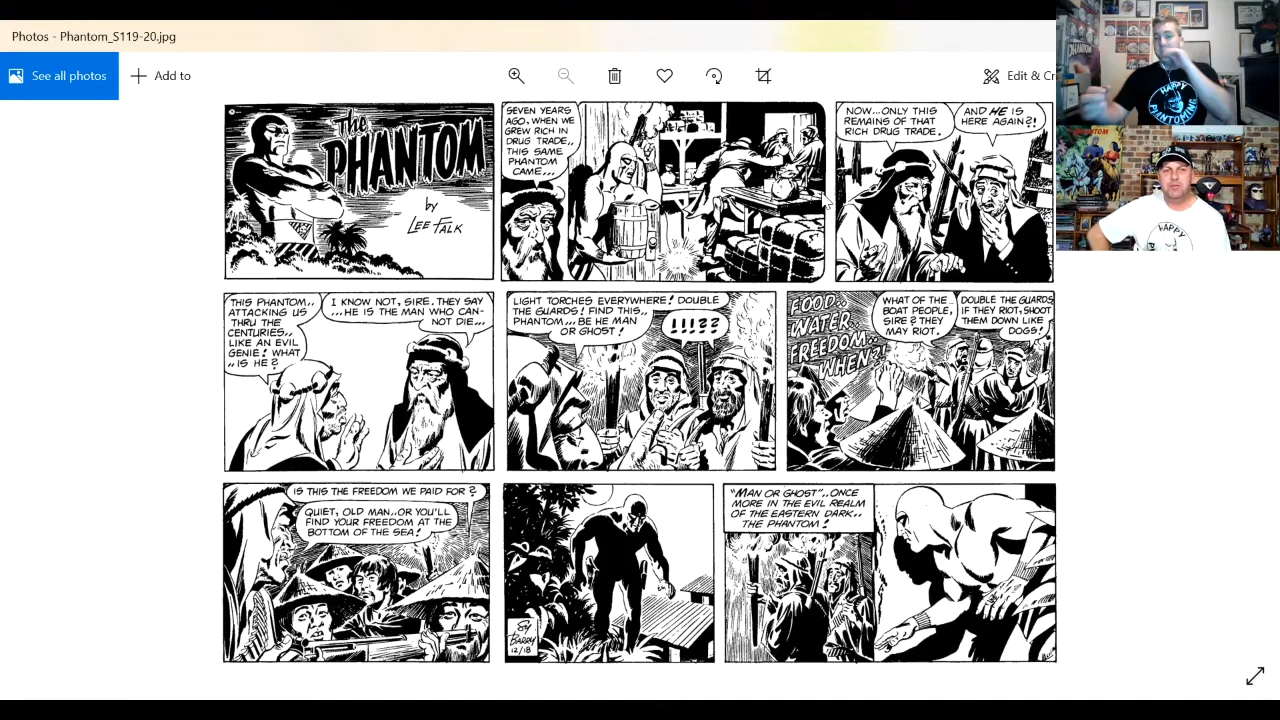 Photos - Phantom_S119-20.jpg
See all photos
Add to
Edit & Cr
the
PHANTOM
by
LEE FALK
SEVEN YEARS
AGO, WHEN WE
GREW RICH IN
DRUG TRADE,,
THIS SAME
PHANTOM
CAME,,,
NOW...ONLY THIS
REMAINS OF THAT
RICH DRUG TRADE.
AND HE IS
HERE AGAIN?!
THIS PHANTOM,,
ATTACKING US
THRU THE
CENTURIES,,
LIKE AN EVIL
GENIE! WHAT
,,IS HE?
I KNOW NOT, SIRE. THEY SAY
...HE IS THE MAN WHO CAN-
NOT DIE,,,
LIGHT TORCHES EVERYWHERE! DOUBLE
THE GUARDS! FIND THIS,,
PHANTOM,,, BE HE MAN
OR GHOST!
!!!??
FOOD..
WATER,
FREEDOM..
WHEN?!
WHAT OF THE
BOAT PEOPLE,
SIRE? THEY
MAY RIOT.
DOUBLE THE GUARDS,
IF THEY RIOT, SHOOT
THEM DOWN LIKE
DOGS!
IS THIS THE FREEDOM WE PAID FOR?
QUIET, OLD MAN,,OR YOU'LL
FIND YOUR FREEDOM AT THE
BOTTOM OF THE SEA!
SY
BARRY
12/18
"MAN OR GHOST",,ONCE
MORE IN THE EVIL REALM
OF THE EASTERN DARK,,
THE PHANTOM!
HAPPY
PHANTOMING
HAPPY